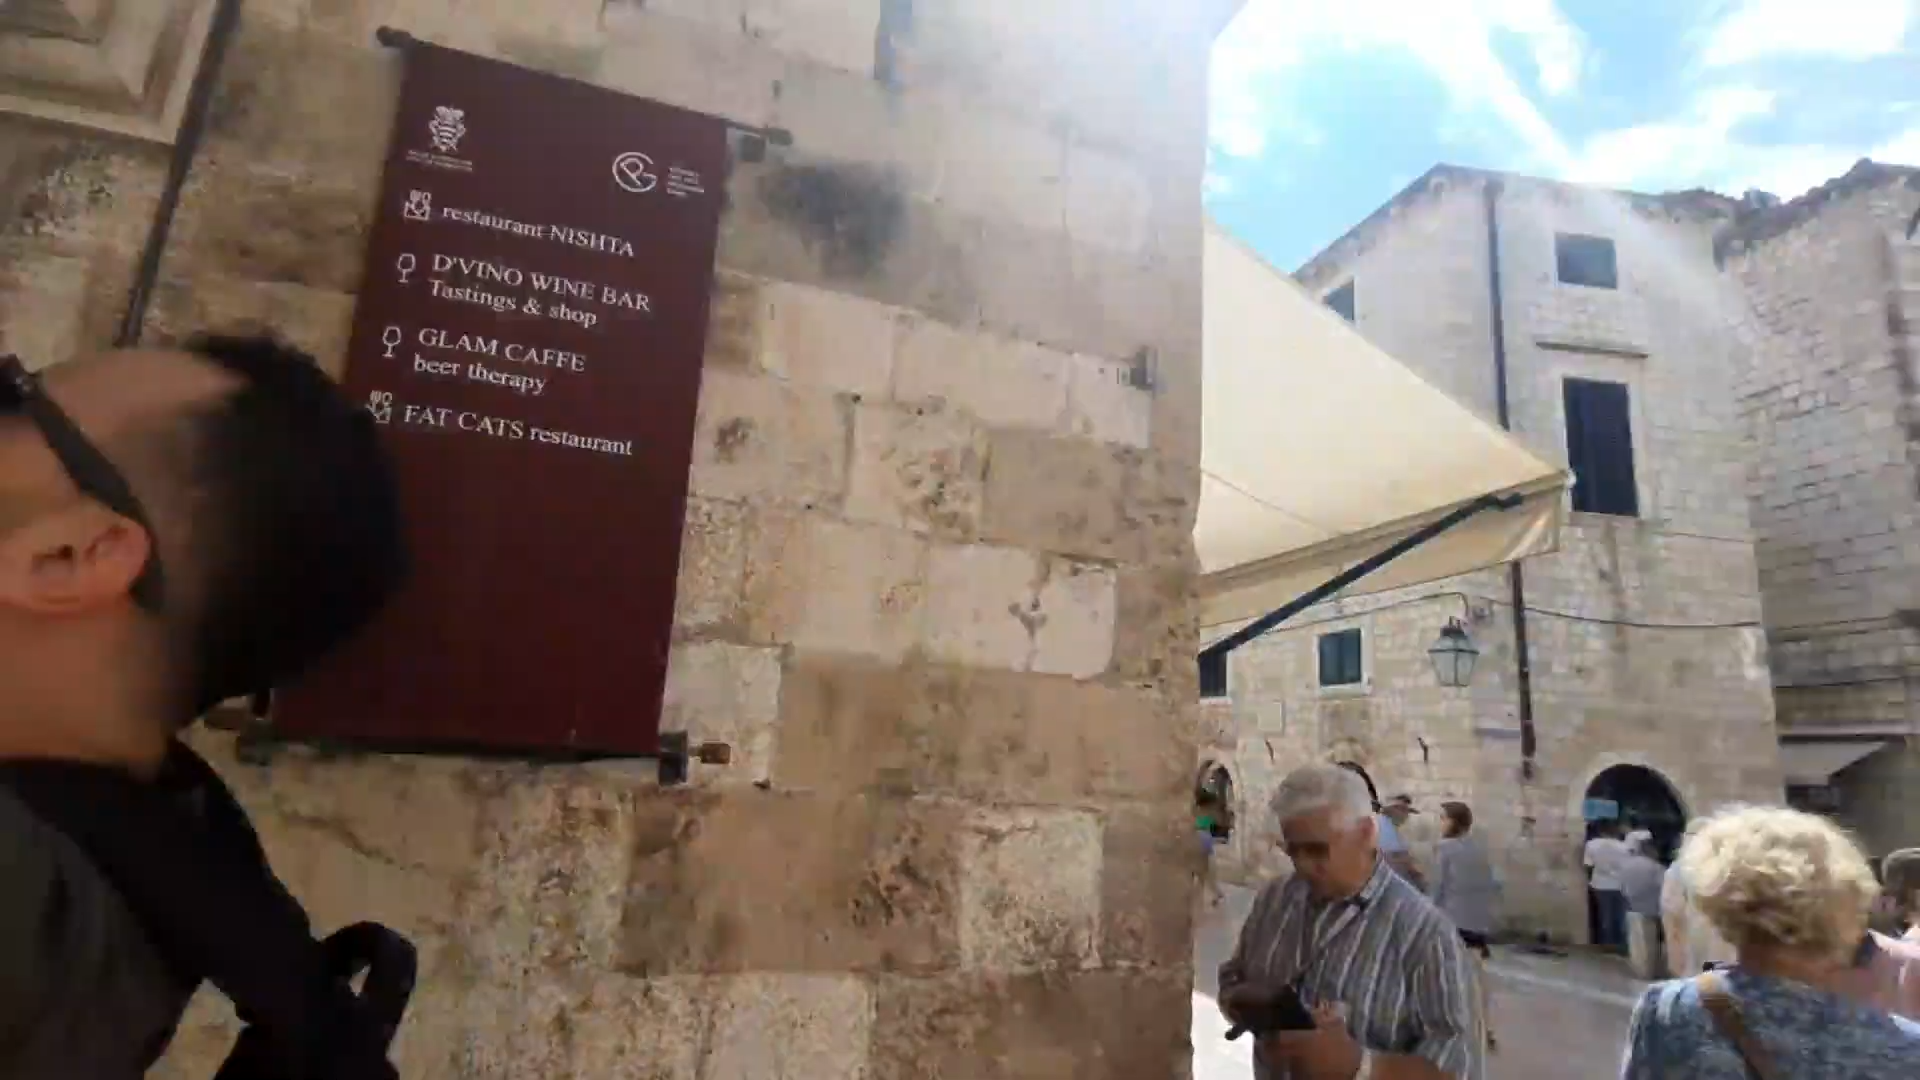 restaurant NISHTA
D'VINO WINE BAR
Tastings & shop
GLAM CAFFE
beer therapy
FAT CATS restaurant